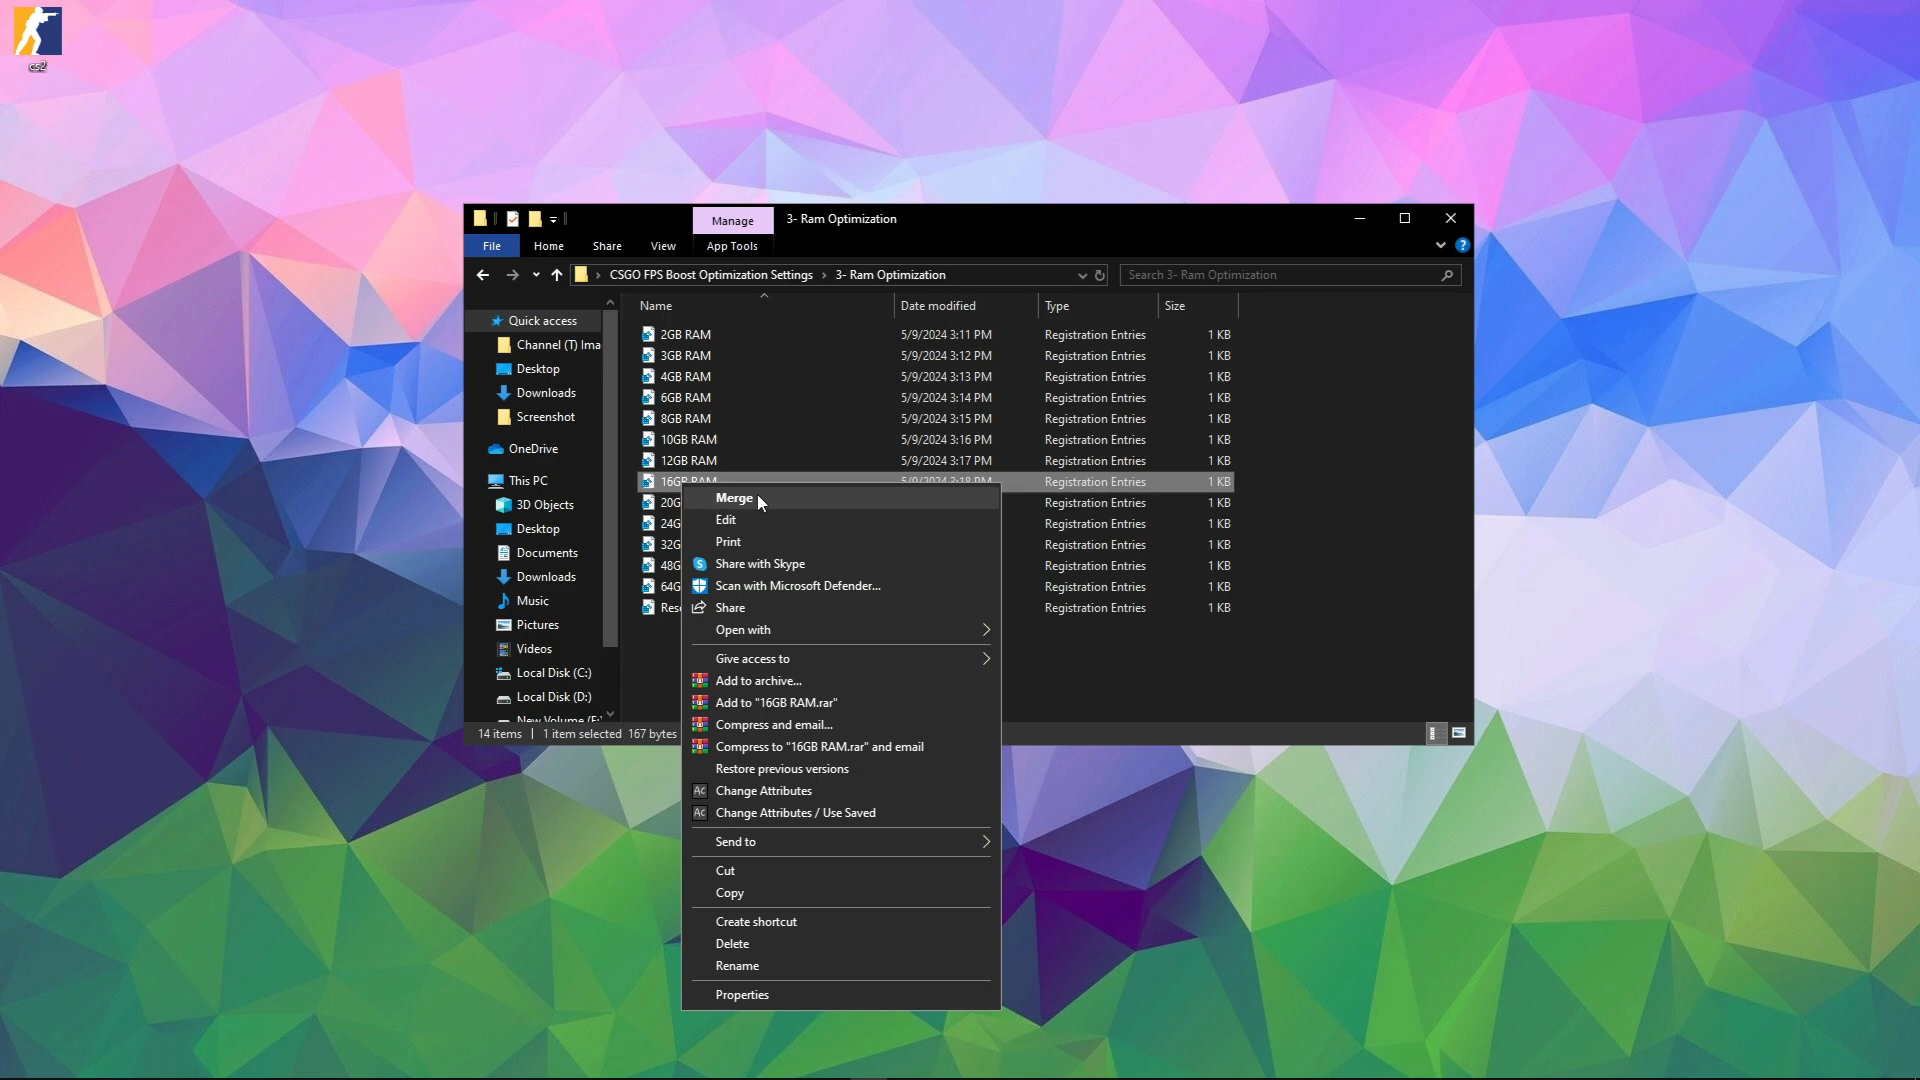 cs2
Manage
3- Ram Optimization
File
Home
Share
View
App Tools
CSGO FPS Boost Optimization Settings
3- Ram Optimization
Search 3- Ram Optimization
Name
Date modified
Type
Size
Quick access
Channel (T) Ima
Desktop
Downloads
Screenshot
OneDrive
This PC
3D Objects
Desktop
Documents
Downloads
Music
Pictures
Videos
Local Disk (C:)
Local Disk (D:)
New Volume (E:)
2GB RAM 5/9/2024 3:11 PM Registration Entries 1 KB
3GB RAM 5/9/2024 3:12 PM Registration Entries 1 KB
4GB RAM 5/9/2024 3:13 PM Registration Entries 1 KB
6GB RAM 5/9/2024 3:14 PM Registration Entries 1 KB
8GB RAM 5/9/2024 3:15 PM Registration Entries 1 KB
10GB RAM 5/9/2024 3:16 PM Registration Entries 1 KB
12GB RAM 5/9/2024 3:17 PM Registration Entries 1 KB
16GB RAM 5/9/2024 3:18 PM Registration Entries 1 KB
20G Registration Entries 1 KB
24G Registration Entries 1 KB
32G Registration Entries 1 KB
48G Registration Entries 1 KB
64G Registration Entries 1 KB
Rese Registration Entries 1 KB
Merge
Edit
Print
Share with Skype
Scan with Microsoft Defender...
Share
Open with
Give access to
Add to archive...
Add to "16GB RAM.rar"
Compress and email...
Compress to "16GB RAM.rar" and email
Restore previous versions
Ac Change Attributes
Ac Change Attributes / Use Saved
Send to
Cut
Copy
Create shortcut
Delete
Rename
Properties
14 items
1 item selected 167 bytes